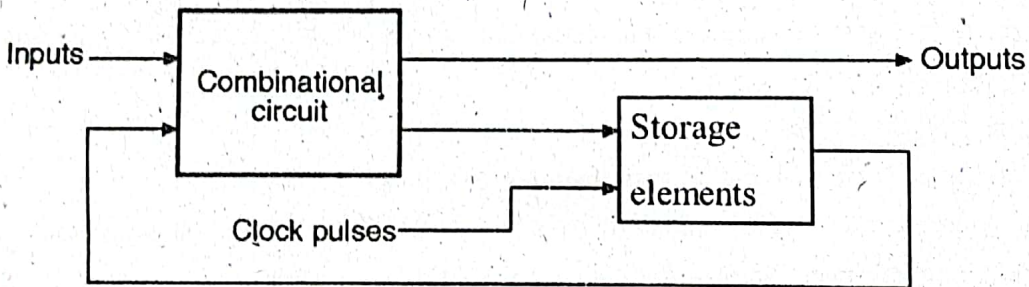 Inputs
Combinational
circuit
Outputs
Storage
elements
Clock pulses